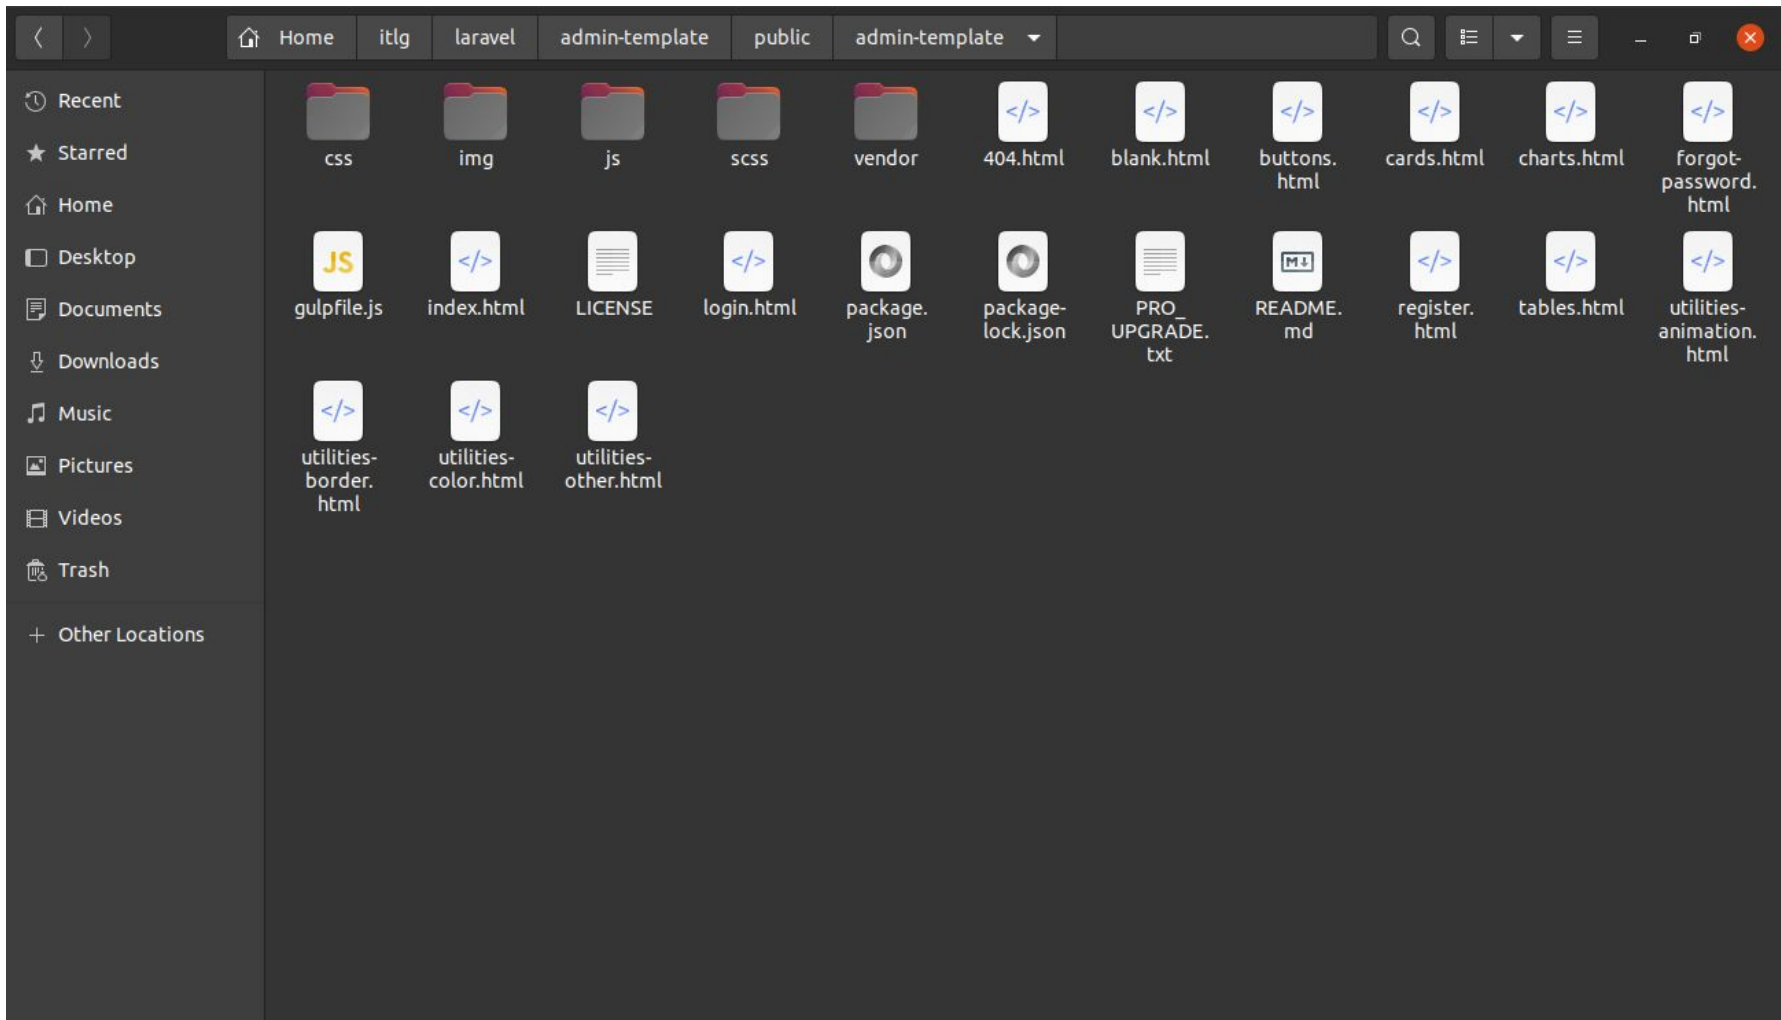 Home itlg laravel admin-template public admin-template
Recent
Starred
Home
Desktop
Documents
Downloads
Music
Pictures
Videos
Trash
Other Locations
css
img
js
scss
vendor
</>
404.html
</>
blank.html
</>
buttons.
html
</>
cards.html
</>
charts.html
</>
forgot-
password.
html
JS
gulpfile.js
</>
index.html
LICENSE
</>
login.html
package.
json
package-
lock.json
PRO_
UPGRADE.
txt
M↓
README.
md
</>
register.
html
</>
tables.html
</>
utilities-
animation.
html
</>
utilities-
border.
html
</>
utilities-
color.html
</>
utilities-
other.html